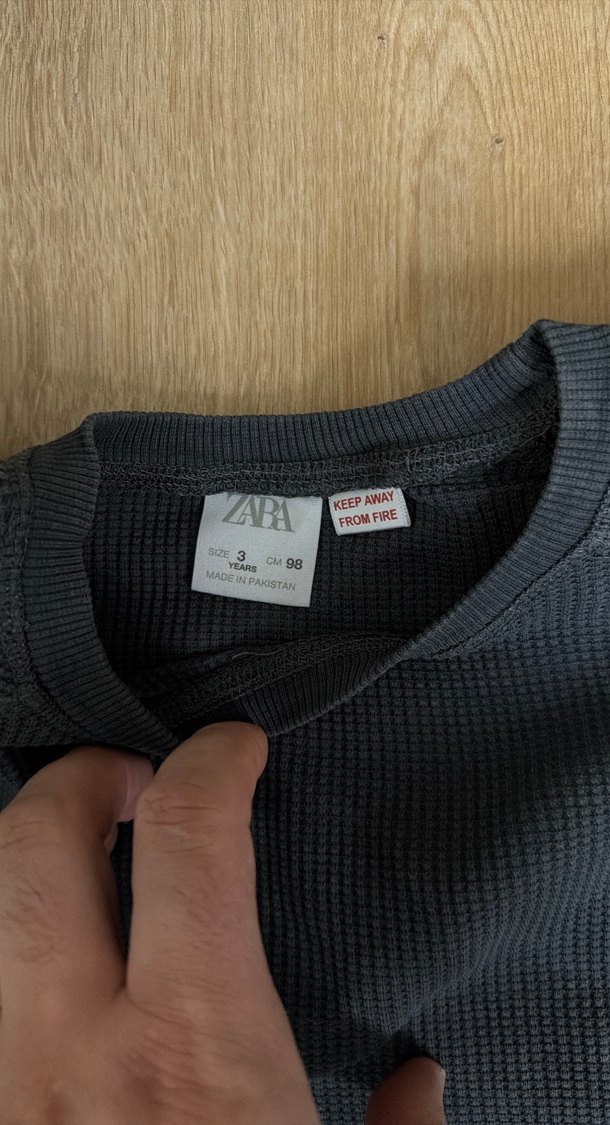 ZARA
SIZE 3 YEARS CM 98
MADE IN PAKISTAN
KEEP AWAY
FROM FIRE